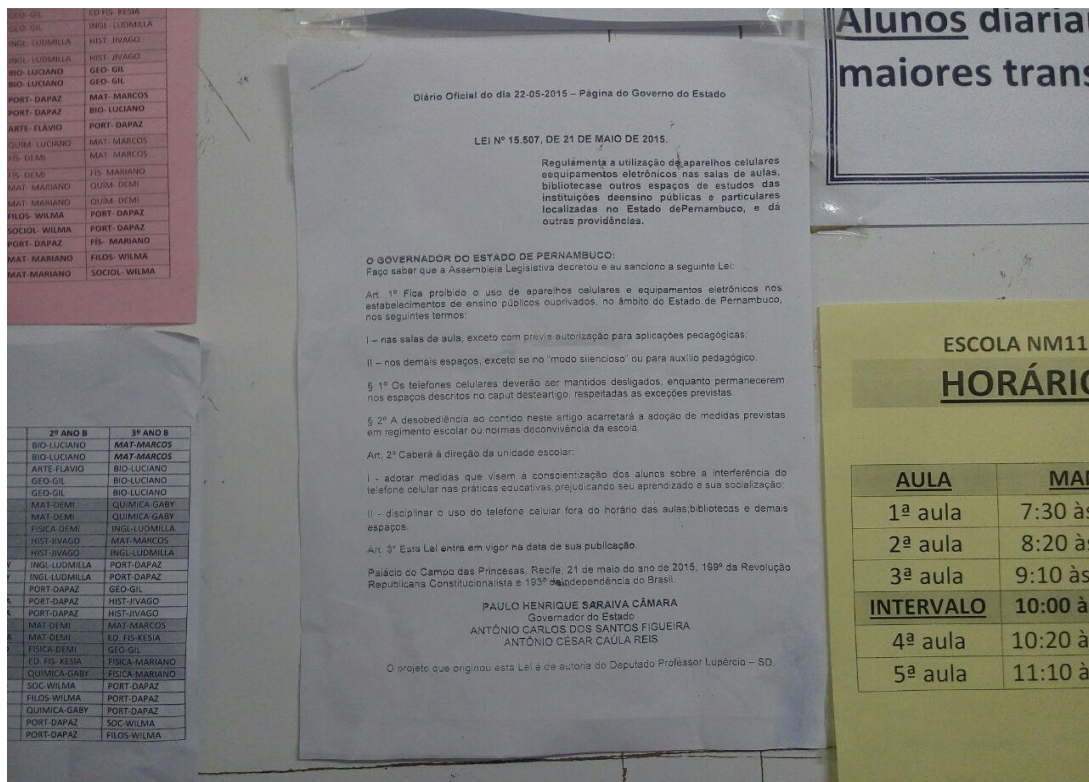 GEO- GIL ED FIS- KESIA
GEO- GIL INGL- LUDMILLA
INGL- LUDMILLA HIST- JIVAGO
INGL- LUDMILLA HIST- JIVAGO
BIO- LUCIANO GEO- GIL
BIO- LUCIANO GEO- GIL
PORT- DAPAZ MAT- MARCOS
PORT- DAPAZ BIO- LUCIANO
ARTE- FLÁVIO PORT- DAPAZ
QUIM- LUCIANO MAT- MARCOS
FÍS- DEMI MAT- MARCOS
FÍS- DEMI FÍS- MARIANO
MAT- MARIANO QUIM- DEMI
MAT- MARIANO QUIM- DEMI
FILOS- WILMA PORT- DAPAZ
SOCIOL- WILMA PORT- DAPAZ
PORT- DAPAZ FÍS- MARIANO
MAT- MARIANO FILOS- WILMA
MAT-MARIANO SOCIOL- WILMA
2º ANO B 3º ANO B
BIO-LUCIANO MAT-MARCOS
BIO-LUCIANO MAT-MARCOS
ARTE-FLAVIO BIO-LUCIANO
GEO-GIL BIO-LUCIANO
GEO-GIL BIO-LUCIANO
MAT-DEMI QUIMICA-GABY
MAT-DEMI QUIMICA-GABY
FISICA-DEMI INGL-LUDMILLA
HIST-JIVAGO MAT-MARCOS
HIST-JIVAGO INGL-LUDMILLA
INGL-LUDMILLA PORT-DAPAZ
INGL-LUDMILLA PORT-DAPAZ
PORT-DAPAZ GEO-GIL
PORT-DAPAZ HIST-JIVAGO
PORT-DAPAZ HIST-JIVAGO
MAT-DEMI MAT-MARCOS
MAT-DEMI ED. FIS-KESIA
FISICA-DEMI GEO-GIL
ED. FIS- KESIA FISICA-MARIANO
QUIMICA-GABY FISICA-MARIANO
SOC-WILMA PORT-DAPAZ
FILOS-WILMA PORT-DAPAZ
QUIMICA-GABY PORT-DAPAZ
PORT-DAPAZ SOC-WILMA
PORT-DAPAZ FILOS-WILMA
Diário Oficial do dia 22-05-2015 – Página do Governo do Estado
LEI Nº 15.507, DE 21 DE MAIO DE 2015.
Regulamenta a utilização de aparelhos celulares
eequipamentos eletrônicos nas salas de aulas,
bibliotecase outros espaços de estudos das
instituições deensino públicas e particulares
localizadas no Estado dePernambuco, e dá
outras providências.
O GOVERNADOR DO ESTADO DE PERNAMBUCO:
Faço saber que a Assembleia Legislativa decretou e eu sanciono a seguinte Lei:
Art. 1º Fica proibido o uso de aparelhos celulares e equipamentos eletrônicos nos
estabelecimentos de ensino públicos ouprivados, no âmbito do Estado de Pernambuco,
nos seguintes termos:
I – nas salas de aula, exceto com prévia autorização para aplicações pedagógicas;
II – nos demais espaços, exceto se no "modo silencioso" ou para auxílio pedagógico.
§ 1º Os telefones celulares deverão ser mantidos desligados, enquanto permanecerem
nos espaços descritos no caput desteartigo, respeitadas as exceções previstas.
§ 2º A desobediência ao contido neste artigo acarretará a adoção de medidas previstas
em regimento escolar ou normas deconvivência da escola.
Art. 2º Caberá à direção da unidade escolar:
I - adotar medidas que visem à conscientização dos alunos sobre a interferência do
telefone celular nas práticas educativas,prejudicando seu aprendizado e sua socialização;
II - disciplinar o uso do telefone celular fora do horário das aulas,bibliotecas e demais
espaços.
Art. 3º Esta Lei entra em vigor na data de sua publicação.
Palácio do Campo das Princesas, Recife, 21 de maio do ano de 2015, 199º da Revolução
Republicana Constitucionalista e 193º daIndependência do Brasil.
PAULO HENRIQUE SARAIVA CÂMARA
Governador do Estado
ANTÔNIO CARLOS DOS SANTOS FIGUEIRA
ANTÔNIO CÉSAR CAÚLA REIS
O projeto que originou esta Lei é de autoria do Deputado Professor Lupércio – SD.
Alunos diaria
maiores trans
ESCOLA NM11
HORÁRIO
AULA MAN
1ª aula 7:30 às
2ª aula 8:20 às
3ª aula 9:10 às
INTERVALO 10:00 à
4ª aula 10:20 à
5ª aula 11:10 à